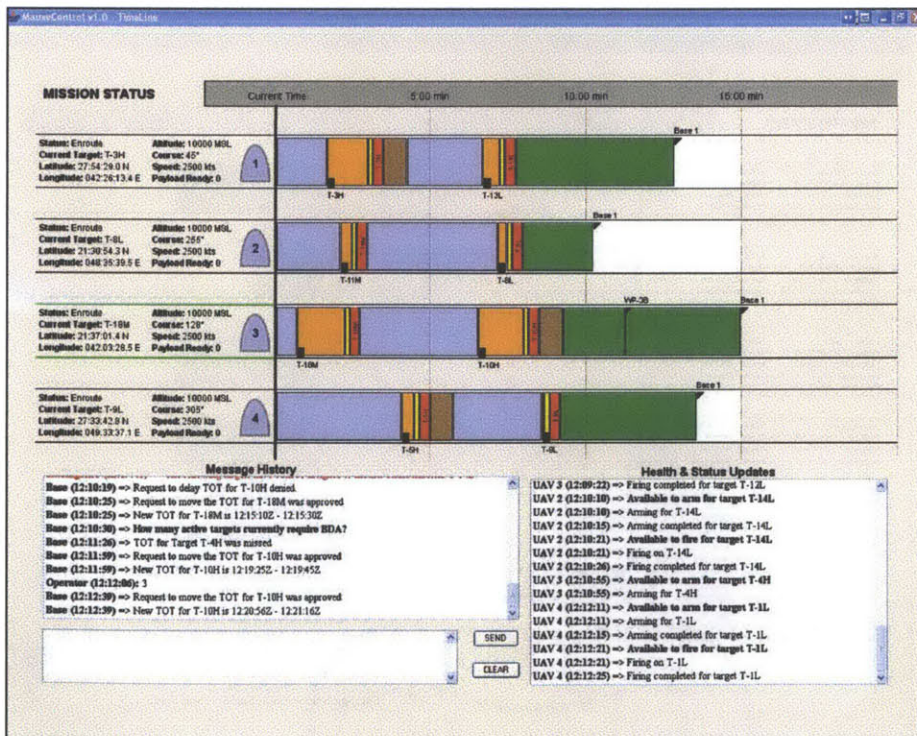 MauveControl v1.0 - TimeLine
MISSION STATUS
Current Time
5:00 min
10:00 min
15:00 min
Status: Enroute
Current Target: T-3H
Latitude: 27:54:29.0 N
Longitude: 042:26:13.4 E
Altitude: 10000 MSL
Course: 45°
Speed: 2500 kts
Payload Ready: 0
1
T-3H
T-13L
Base 1
Status: Enroute
Current Target: T-8L
Latitude: 21:30:54.3 N
Longitude: 048:35:39.5 E
Altitude: 10000 MSL
Course: 255°
Speed: 2500 kts
Payload Ready: 0
2
T-11M
T-8L
Base 1
Status: Enroute
Current Target: T-18M
Latitude: 21:37:01.4 N
Longitude: 042:03:28.5 E
Altitude: 10000 MSL
Course: 128°
Speed: 2500 kts
Payload Ready: 0
3
T-18M
T-10H
WP-3B
Base 1
Status: Enroute
Current Target: T-9L
Latitude: 27:33:42.8 N
Longitude: 049:33:37.1 E
Altitude: 10000 MSL
Course: 305°
Speed: 2500 kts
Payload Ready: 0
4
T-5H
T-9L
Base 1
Message History
Base (12:10:19) => Request to delay TOT for T-10H denied.
Base (12:10:25) => Request to move the TOT for T-18M was approved
Base (12:10:25) => New TOT for T-18M is 12:15:10Z - 12:15:30Z
Base (12:10:30) => How many active targets currently require BDA?
Base (12:11:26) => TOT for Target T-4H was missed
Base (12:11:59) => Request to move the TOT for T-10H was approved
Base (12:11:59) => New TOT for T-10H is 12:19:25Z - 12:19:45Z
Operator (12:12:06): 3
Base (12:12:39) => Request to move the TOT for T-10H was approved
Base (12:12:39) => New TOT for T-10H is 12:20:56Z - 12:21:16Z
SEND
CLEAR
Health & Status Updates
UAV 3 (12:09:22) => Firing completed for target T-12L
UAV 2 (12:10:10) => Available to arm for target T-14L
UAV 2 (12:10:10) => Arming for T-14L
UAV 2 (12:10:15) => Arming completed for target T-14L
UAV 2 (12:10:21) => Available to fire for target T-14L
UAV 2 (12:10:21) => Firing on T-14L
UAV 2 (12:10:26) => Firing completed for target T-14L
UAV 3 (12:10:55) => Available to arm for target T-4H
UAV 3 (12:10:55) => Arming for T-4H
UAV 4 (12:12:11) => Available to arm for target T-1L
UAV 4 (12:12:11) => Arming for T-1L
UAV 4 (12:12:15) => Arming completed for target T-1L
UAV 4 (12:12:21) => Available to fire for target T-1L
UAV 4 (12:12:21) => Firing on T-1L
UAV 4 (12:12:25) => Firing completed for target T-1L